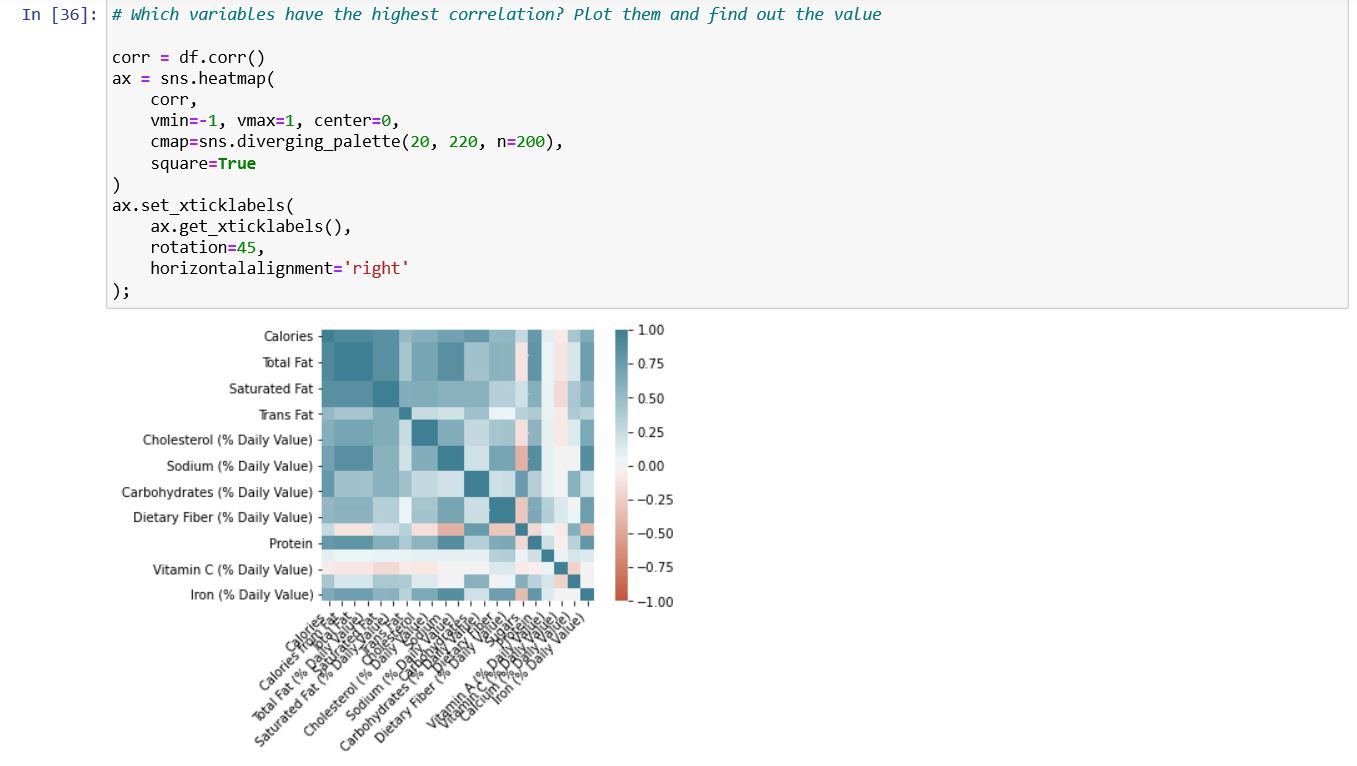 In [36]: # Which variables have the highest correlation? Plot them and find out the value
corr = df.corr()
ax = sns.heatmap(
corr,
vmin=-1, vmax=1, center=0,
cmap=sns.diverging_palette(20, 220, n=200),
square=True
)
ax.set_xticklabels(
ax.get_xticklabels(),
rotation=45,
horizontalalignment='right'
);
Calories
Total Fat
Saturated Fat
Trans Fat
Cholesterol (% Daily Value)
Sodium (% Daily Value)
Carbohydrates (% Daily Value)
Dietary Fiber (% Daily Value)
Protein
Vitamin C (% Daily Value)
Iron (% Daily Value)
1.00
0.75
0.50
0.25
0.00
−0.25
−0.50
−0.75
−1.00
Calories
Calories from Fat
Total Fat
Total Fat (% Daily Value)
Saturated Fat
Saturated Fat (% Daily Value)
Trans Fat
Cholesterol
Cholesterol (% Daily Value)
Sodium
Sodium (% Daily Value)
Carbohydrates
Carbohydrates (% Daily Value)
Dietary Fiber
Dietary Fiber (% Daily Value)
Sugars
Protein
Vitamin A (% Daily Value)
Vitamin C (% Daily Value)
Calcium (% Daily Value)
Iron (% Daily Value)